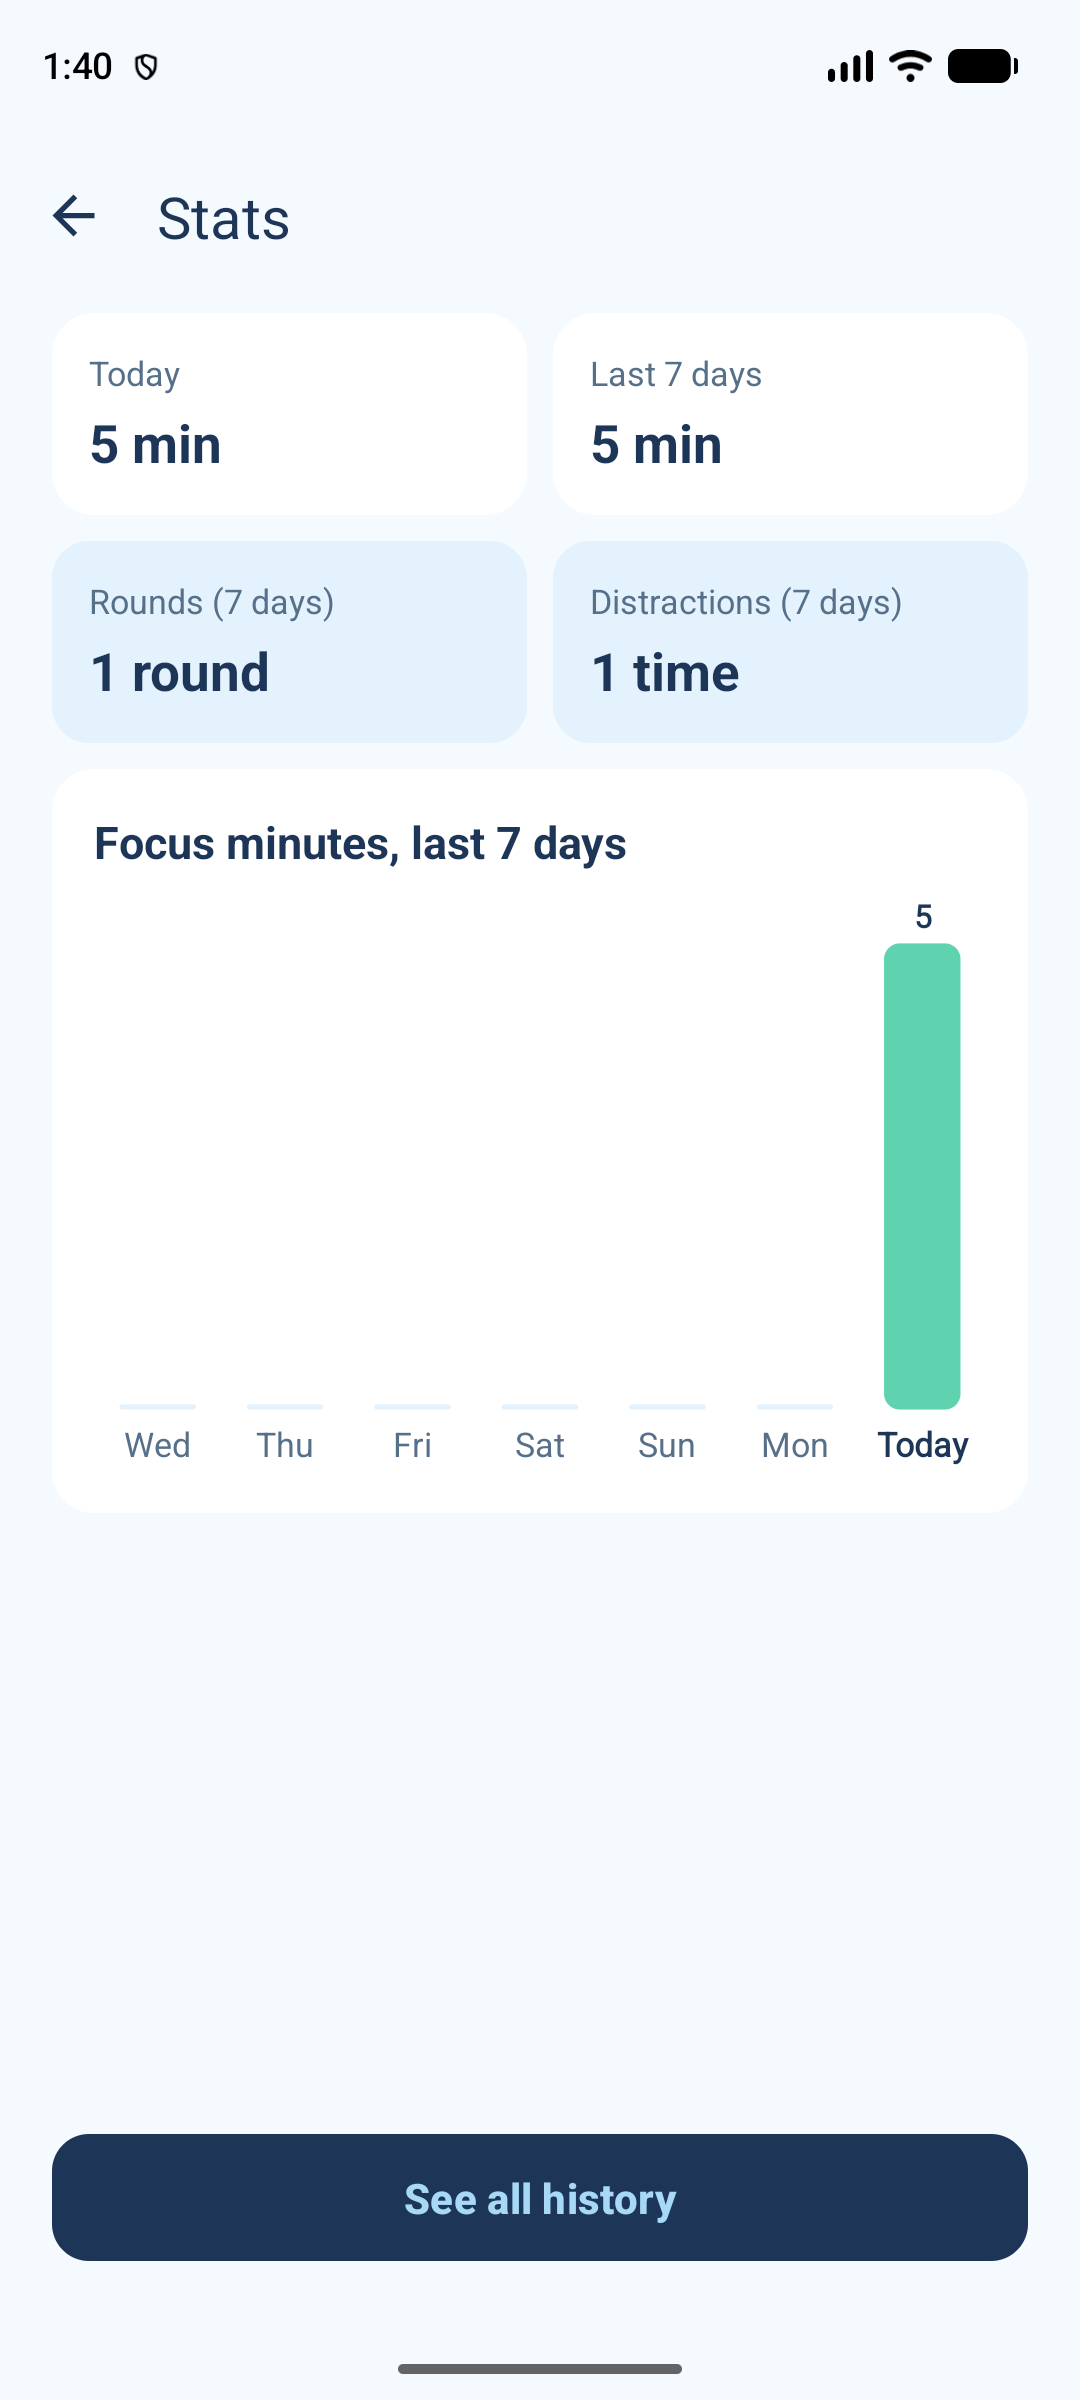 1:40
Stats
Today
5 min
Last 7 days
5 min
Rounds (7 days)
1 round
Distractions (7 days)
1 time
Focus minutes, last 7 days
5
Wed Thu Fri Sat Sun Mon Today
See all history